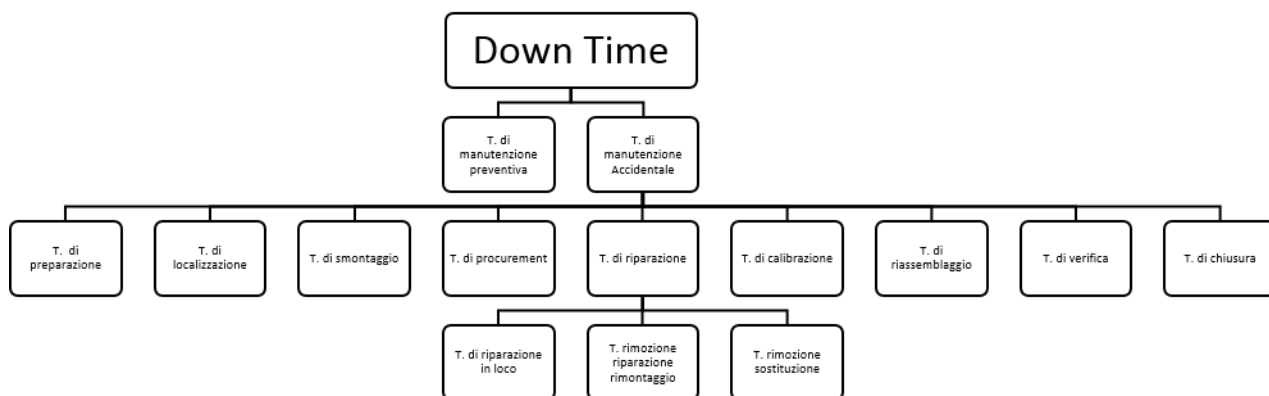 Down Time
T. di
manutenzione
preventiva
T. di
manutenzione
Accidentale
T. di
preparazione
T. di
localizzazione
T. di smontaggio
T. di procurement
T. di riparazione
T. di calibrazione
T. di
riassemblaggio
T. di verifica
T. di chiusura
T. di riparazione
in loco
T. rimozione
riparazione
rimontaggio
T. rimozione
sostituzione